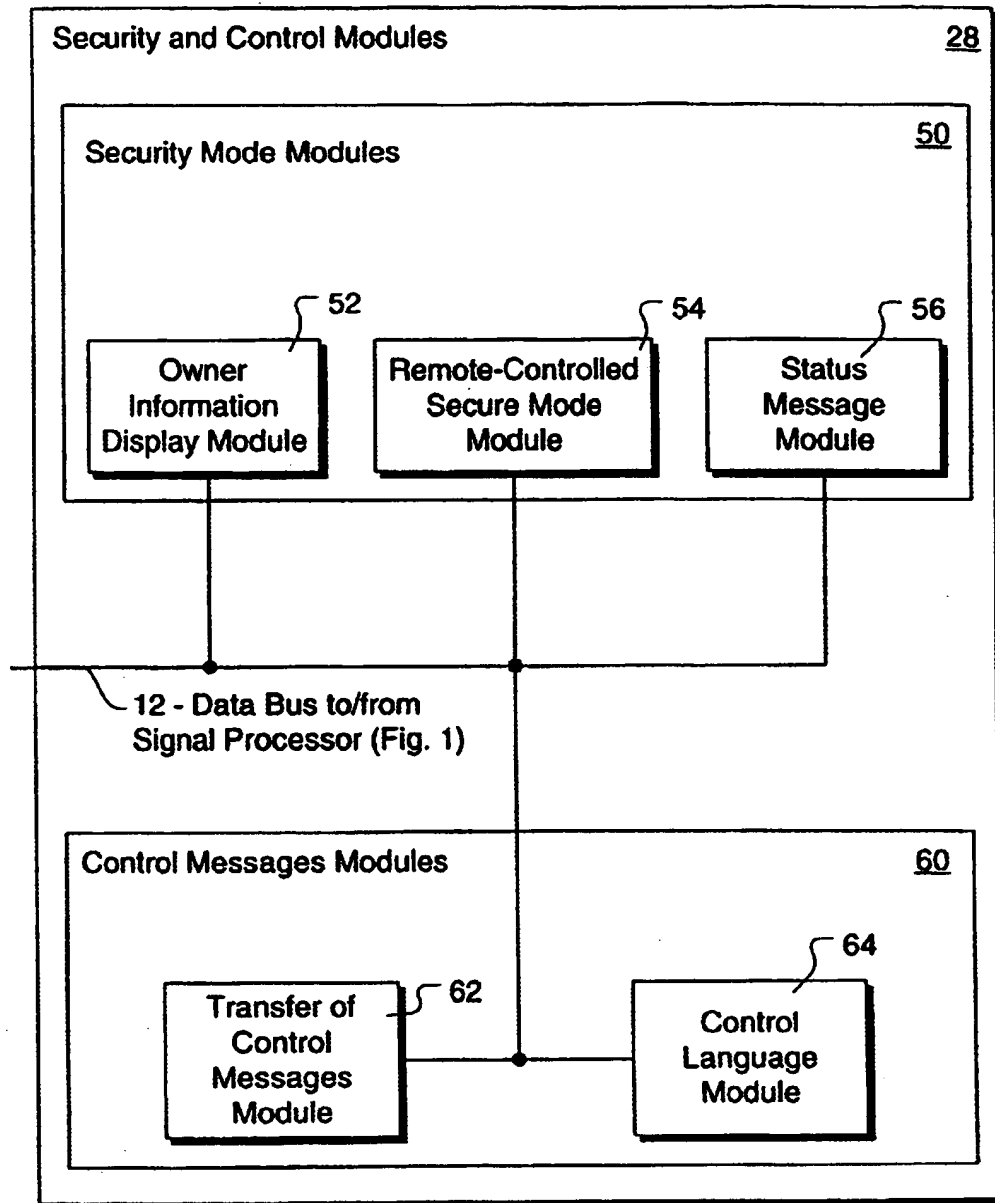 Security and Control Modules 28
Security Mode Modules 50
52
Owner
Information
Display Module
54
Remote-Controlled
Secure Mode
Module
56
Status
Message
Module
12 - Data Bus to/from
Signal Processor (Fig. 1)
Control Messages Modules 60
62
Transfer of
Control
Messages
Module
64
Control
Language
Module